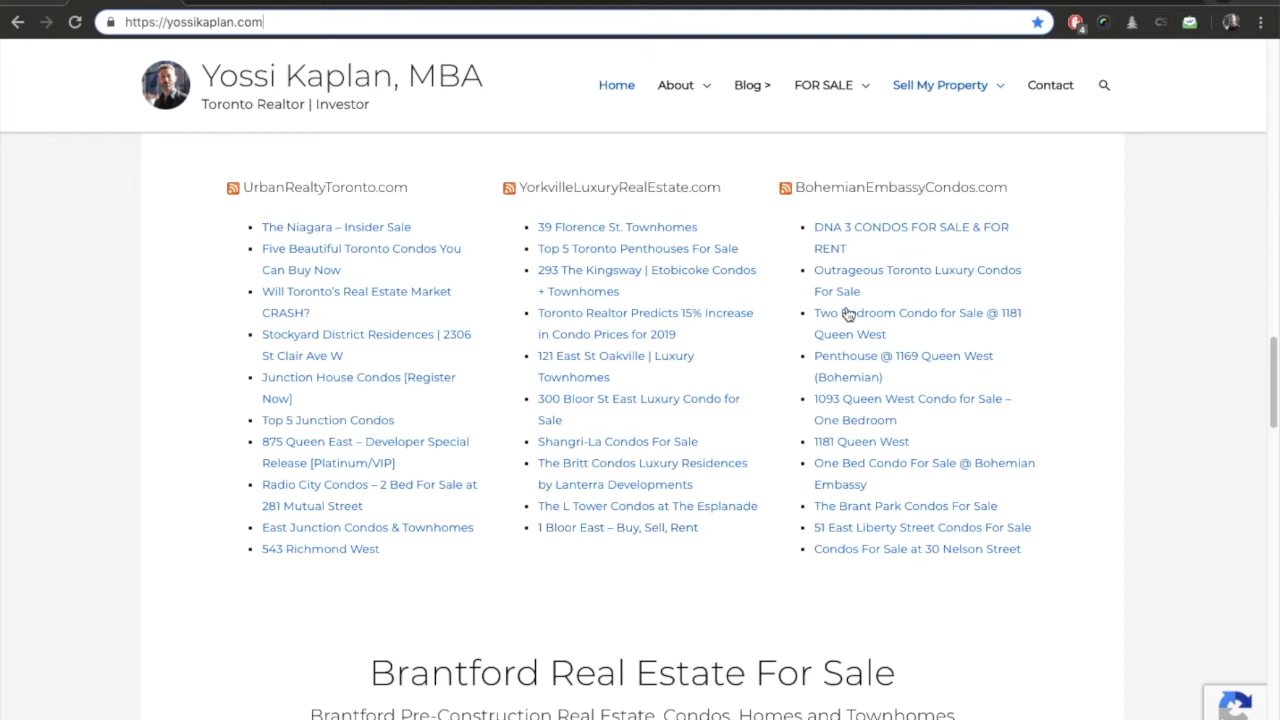 https://yossikaplan.com
4
CS
Yossi Kaplan, MBA
Toronto Realtor | Investor
Home
About
Blog >
FOR SALE
Sell My Property
Contact
UrbanRealtyToronto.com
The Niagara – Insider Sale
Five Beautiful Toronto Condos You
Can Buy Now
Will Toronto's Real Estate Market
CRASH?
Stockyard District Residences | 2306
St Clair Ave W
Junction House Condos [Register
Now]
Top 5 Junction Condos
875 Queen East – Developer Special
Release [Platinum/VIP]
Radio City Condos – 2 Bed For Sale at
281 Mutual Street
East Junction Condos & Townhomes
543 Richmond West
YorkvilleLuxuryRealEstate.com
39 Florence St. Townhomes
Top 5 Toronto Penthouses For Sale
293 The Kingsway | Etobicoke Condos
+ Townhomes
Toronto Realtor Predicts 15% Increase
in Condo Prices for 2019
121 East St Oakville | Luxury
Townhomes
300 Bloor St East Luxury Condo for
Sale
Shangri-La Condos For Sale
The Britt Condos Luxury Residences
by Lanterra Developments
The L Tower Condos at The Esplanade
1 Bloor East – Buy, Sell, Rent
BohemianEmbassyCondos.com
DNA 3 CONDOS FOR SALE & FOR
RENT
Outrageous Toronto Luxury Condos
For Sale
Two Bedroom Condo for Sale @ 1181
Queen West
Penthouse @ 1169 Queen West
(Bohemian)
1093 Queen West Condo for Sale –
One Bedroom
1181 Queen West
One Bed Condo For Sale @ Bohemian
Embassy
The Brant Park Condos For Sale
51 East Liberty Street Condos For Sale
Condos For Sale at 30 Nelson Street
Brantford Real Estate For Sale
Brantford Pre-Construction Real Estate, Condos, Homes and Townhomes